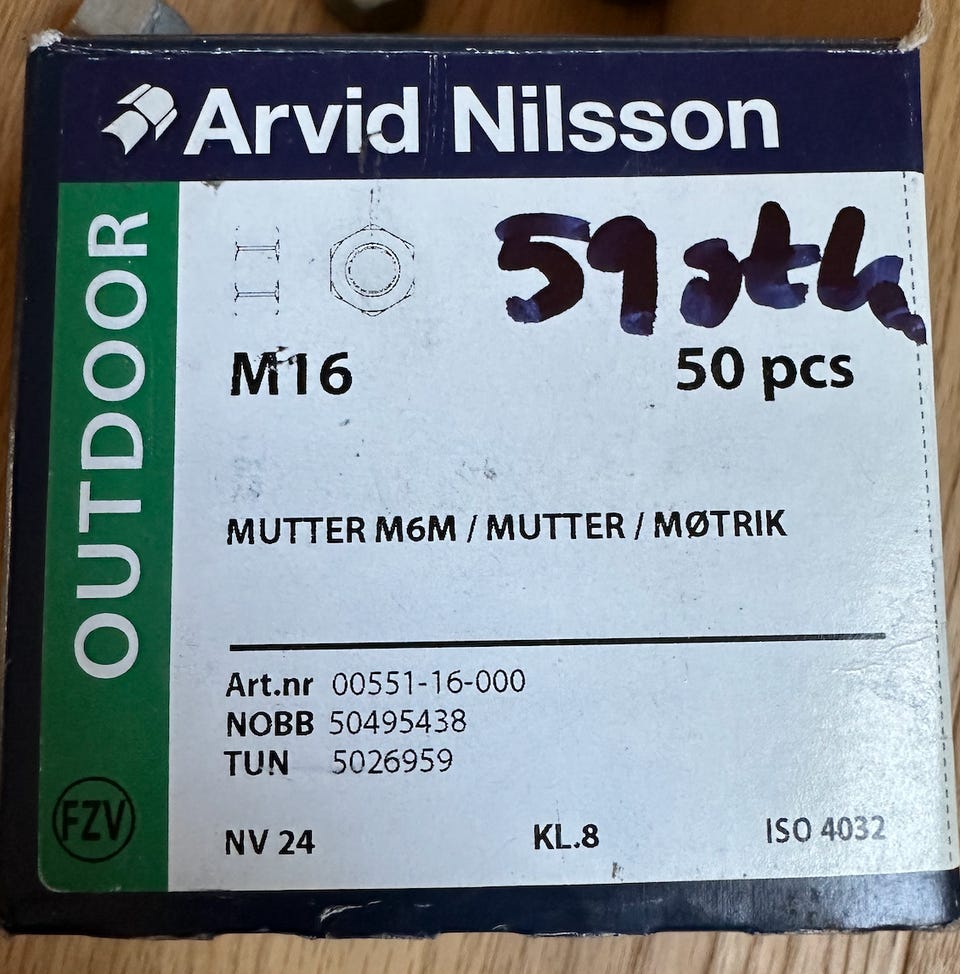 Arvid Nilsson
OUTDOOR
59 stk
M16 50 pcs
MUTTER M6M / MUTTER / MØTRIK
Art.nr 00551-16-000
NOBB 50495438
TUN 5026959
FZV
NV 24 KL.8 ISO 4032